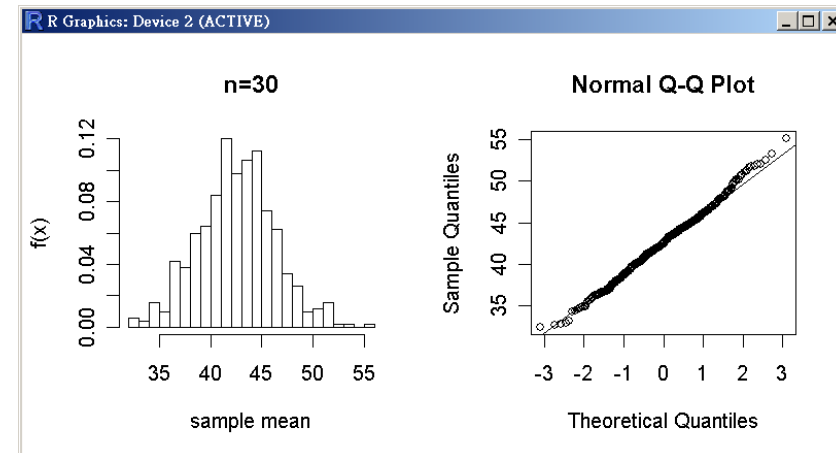 R Graphics: Device 2 (ACTIVE)
n=30
f(x)
0.12
0.08
0.04
0.00
35 40 45 50 55
sample mean
Normal Q-Q Plot
Sample Quantiles
55
50
45
40
35
-3 -2 -1 0 1 2 3
Theoretical Quantiles